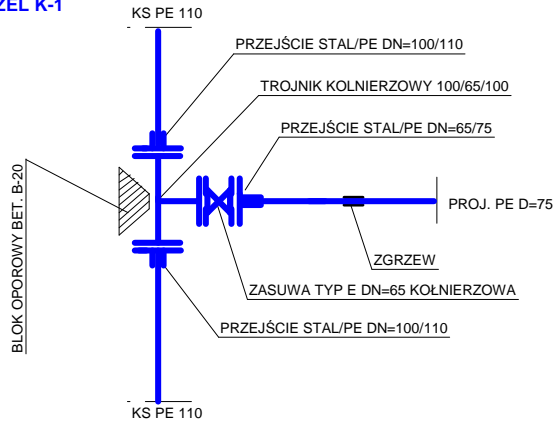 ZEL K-1
KS PE 110
PRZEJŚCIE STAL/PE DN=100/110
TROJNIK KOLNIERZOWY 100/65/100
PRZEJŚCIE STAL/PE DN=65/75
BLOK OPOROWY BET. B-20
PROJ. PE D=75
ZGRZEW
ZASUWA TYP E DN=65 KOŁNIERZOWA
PRZEJŚCIE STAL/PE DN=100/110
KS PE 110